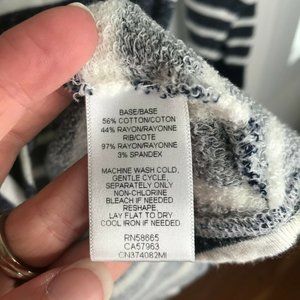 BASE/BASE
56% COTTON/COTON
44% RAYON/RAYONNE
RIB/COTE
97% RAYON/RAYONNE
3% SPANDEX
MACHINE WASH COLD,
GENTLE CYCLE,
SEPARATELY ONLY
NON-CHLORINE
BLEACH IF NEEDED
RESHAPE,
LAY FLAT TO DRY
COOL IRON IF NEEDED
RN58665
CA57963
CN374082MI